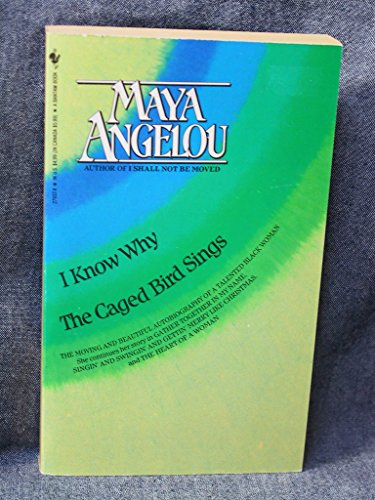 MAYA
ANGELOU
AUTHOR OF I SHALL NOT BE MOVED
I Know Why
The Caged Bird Sings
THE MOVING AND BEAUTIFUL AUTOBIOGRAPHY OF A TALENTED BLACK WOMAN
She continues her story in GATHER TOGETHER IN MY NAME,
SINGIN' AND SWINGIN' AND GETTIN' MERRY LIKE CHRISTMAS,
and THE HEART OF A WOMAN
A BANTAM BOOK